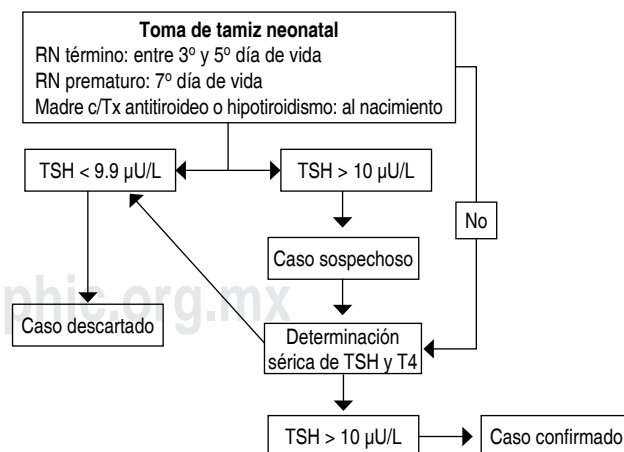 Toma de tamiz neonatal
RN término: entre 3º y 5º día de vida
RN prematuro: 7º día de vida
Madre c/Tx antitiroideo o hipotiroidismo: al nacimiento
TSH < 9.9 µU/L
TSH > 10 µU/L
No
Caso sospechoso
phic.org.mx
Caso descartado
Determinación
sérica de TSH y T4
TSH > 10 µU/L
Caso confirmado